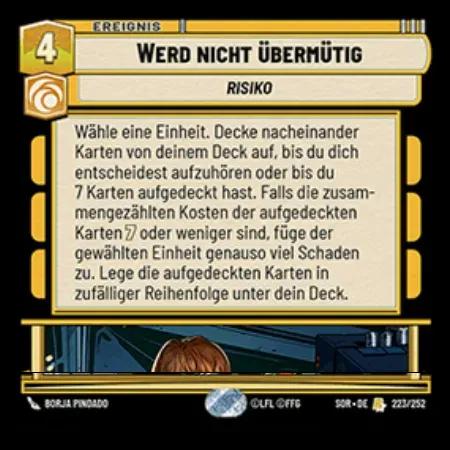 EREIGNIS
4
WERD NICHT ÜBERMÜTIG
RISIKO
Wähle eine Einheit. Decke nacheinander
Karten von deinem Deck auf, bis du dich
entscheidest aufzuhören oder bis du
7 Karten aufgedeckt hast. Falls die zusam-
mengezählten Kosten der aufgedeckten
Karten 7 oder weniger sind, füge der
gewählten Einheit genauso viel Schaden
zu. Lege die aufgedeckten Karten in
zufälliger Reihenfolge unter dein Deck.
BORJA PINDADO ©LFL ©FFG SOR • DE 223/252